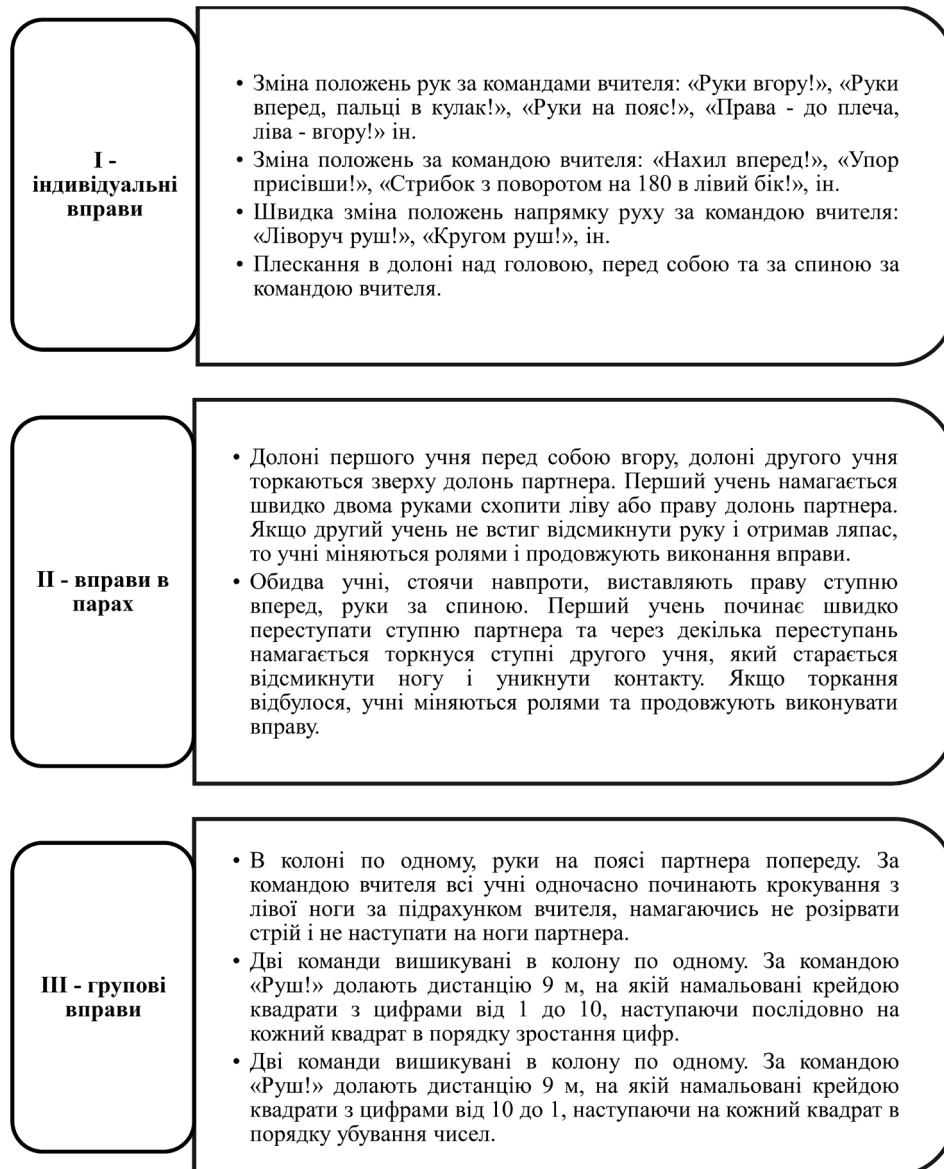 I -
індивідуальні
вправи
• Зміна положень рук за командами вчителя: «Руки вгору!», «Руки
вперед, пальці в кулак!», «Руки на пояс!», «Права - до плеча,
ліва - вгору!» ін.
• Зміна положень за командою вчителя: «Нахил вперед!», «Упор
присівши!», «Стрибок з поворотом на 180 в лівий бік!», ін.
• Швидка зміна положень напрямку руху за командою вчителя:
«Ліворуч руш!», «Кругом руш!», ін.
• Плескання в долоні над головою, перед собою та за спиною за
командою вчителя.
II - вправи в
парах
• Долоні першого учня перед собою вгору, долоні другого учня
торкаються зверху долонь партнера. Перший учень намагається
швидко двома руками схопити ліву або праву долонь партнера.
Якщо другий учень не встиг відсмикнути руку і отримав ляпас,
то учні міняються ролями і продовжують виконання вправи.
• Обидва учні, стоячи навпроти, виставляють праву ступню
вперед, руки за спиною. Перший учень починає швидко
переступати ступню партнера та через декілька переступань
намагається торкнуся ступні другого учня, який старається
відсмикнути ногу і уникнути контакту. Якщо торкання
відбулося, учні міняються ролями та продовжують виконувати
вправу.
III - групові
вправи
• В колоні по одному, руки на поясі партнера попереду. За
командою вчителя всі учні одночасно починають крокування з
лівої ноги за підрахунком вчителя, намагаючись не розірвати
стрій і не наступати на ноги партнера.
• Дві команди вишикувані в колону по одному. За командою
«Руш!» долають дистанцію 9 м, на якій намальовані крейдою
квадрати з цифрами від 1 до 10, наступаючи послідовно на
кожний квадрат в порядку зростання цифр.
• Дві команди вишикувані в колону по одному. За командою
«Руш!» долають дистанцію 9 м, на якій намальовані крейдою
квадрати з цифрами від 10 до 1, наступаючи на кожний квадрат в
порядку убування чисел.